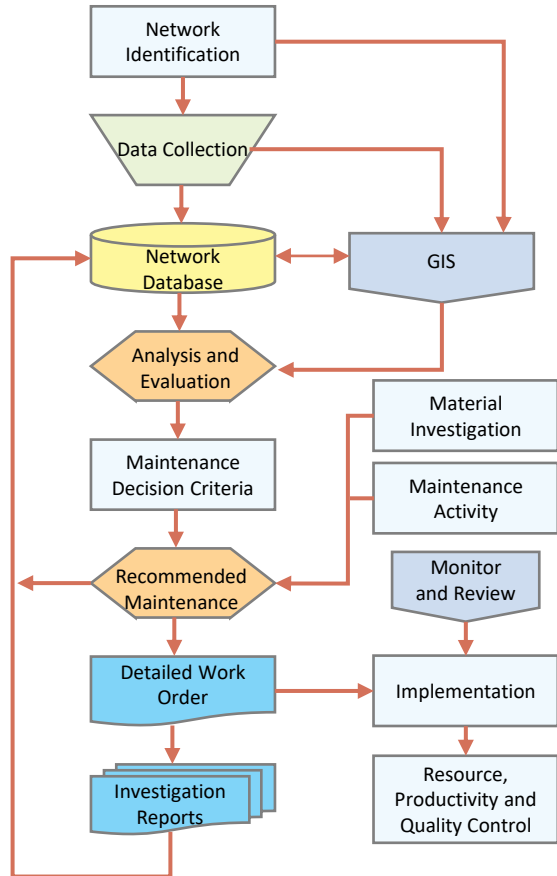 Network
Identification
Data Collection
Network
Database
GIS
Analysis and
Evaluation
Material
Investigation
Maintenance
Decision Criteria
Maintenance
Activity
Recommended
Maintenance
Monitor
and Review
Detailed Work
Order
Implementation
Investigation
Reports
Resource,
Productivity and
Quality Control